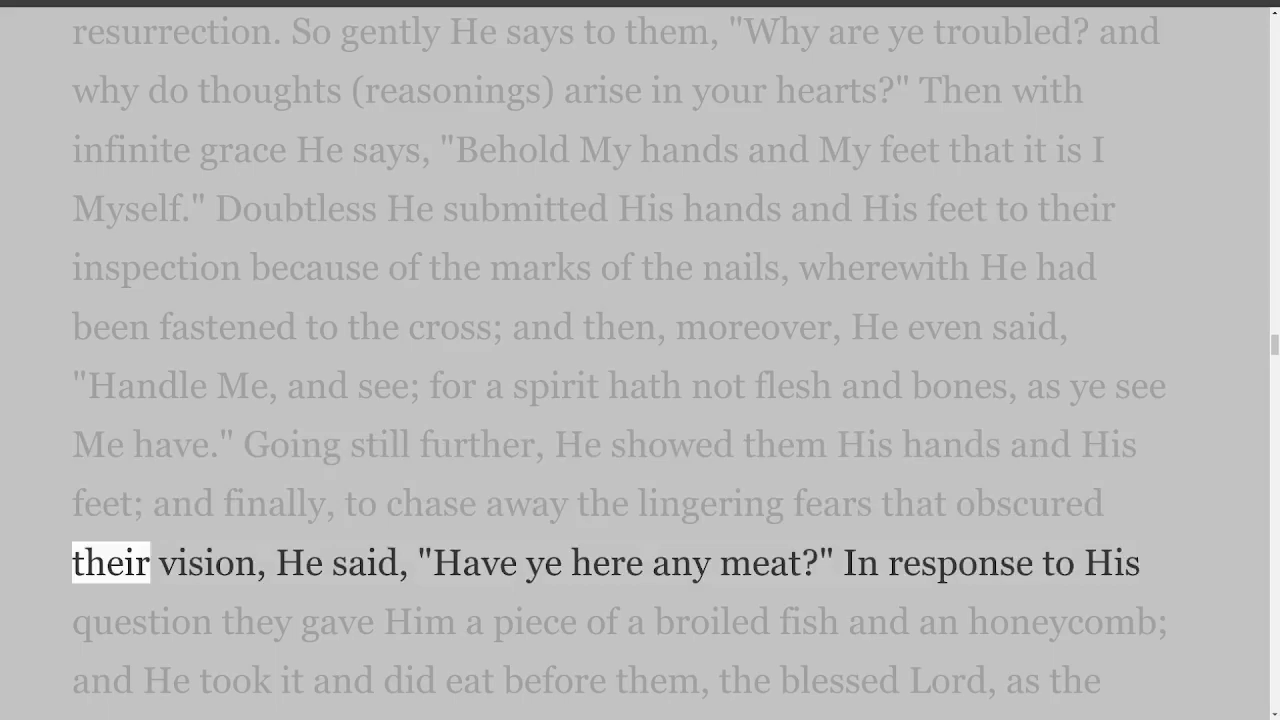 resurrection. So gently He says to them, "Why are ye troubled? and
why do thoughts (reasonings) arise in your hearts?" Then with
infinite grace He says, "Behold My hands and My feet that it is I
Myself." Doubtless He submitted His hands and His feet to their
inspection because of the marks of the nails, wherewith He had
been fastened to the cross; and then, moreover, He even said,
"Handle Me, and see; for a spirit hath not flesh and bones, as ye see
Me have." Going still further, He showed them His hands and His
feet; and finally, to chase away the lingering fears that obscured
their vision, He said, "Have ye here any meat?" In response to His
question they gave Him a piece of a broiled fish and an honeycomb;
and He took it and did eat before them, the blessed Lord, as the